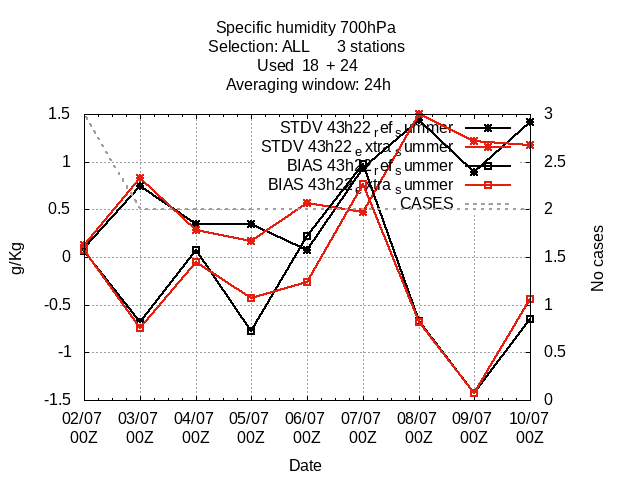 Specific humidity 700hPa
Selection: ALL 3 stations
Used 18 + 24
Averaging window: 24h
1.5
1
0.5
0
-0.5
-1
-1.5
3
2.5
2
1.5
1
0.5
0
g/Kg
No cases
STDV 43h22_ref_summer
STDV 43h22_extra_summer
BIAS 43h22_ref_summer
BIAS 43h22_extra_summer
CASES
02/07 03/07 04/07 05/07 06/07 07/07 08/07 09/07 10/07
00Z 00Z 00Z 00Z 00Z 00Z 00Z 00Z 00Z
Date